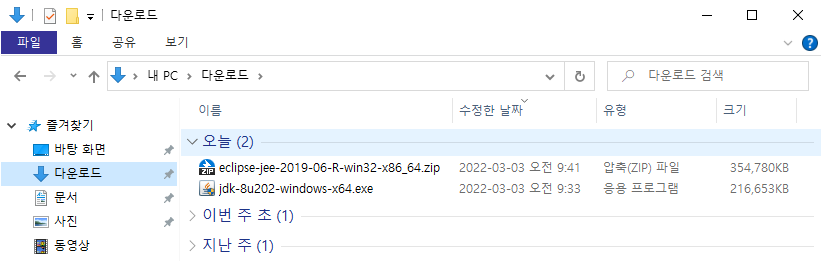 다운로드
파일 홈 공유 보기
내 PC 다운로드 다운로드 검색
이름 수정한 날짜 유형 크기
즐겨찾기
바탕 화면
다운로드
문서
사진
동영상
오늘 (2)
eclipse-jee-2019-06-R-win32-x86_64.zip 2022-03-03 오전 9:41 압축(ZIP) 파일 354,780KB
jdk-8u202-windows-x64.exe 2022-03-03 오전 9:33 응용 프로그램 216,653KB
이번 주 초 (1)
지난 주 (1)